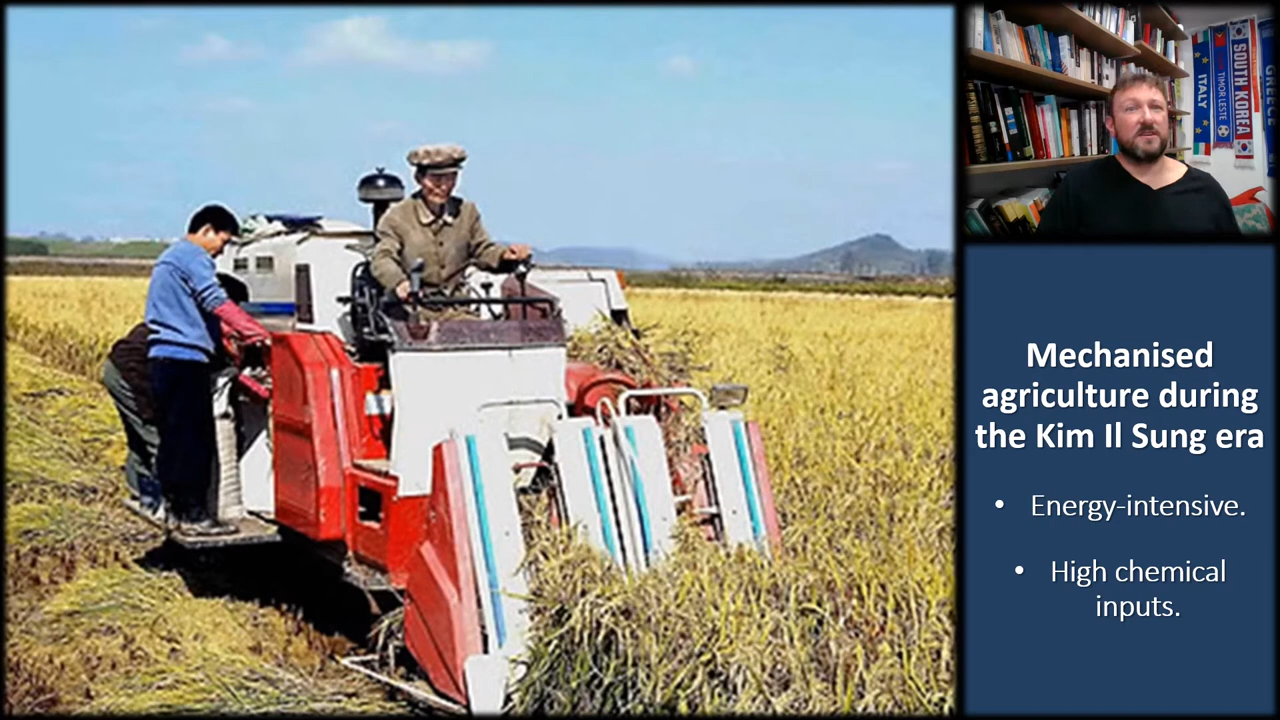 ITALY
TIMOR LESTE
SOUTH KOREA
GREECE
Mechanised
agriculture during
the Kim Il Sung era
• Energy-intensive.
• High chemical
inputs.